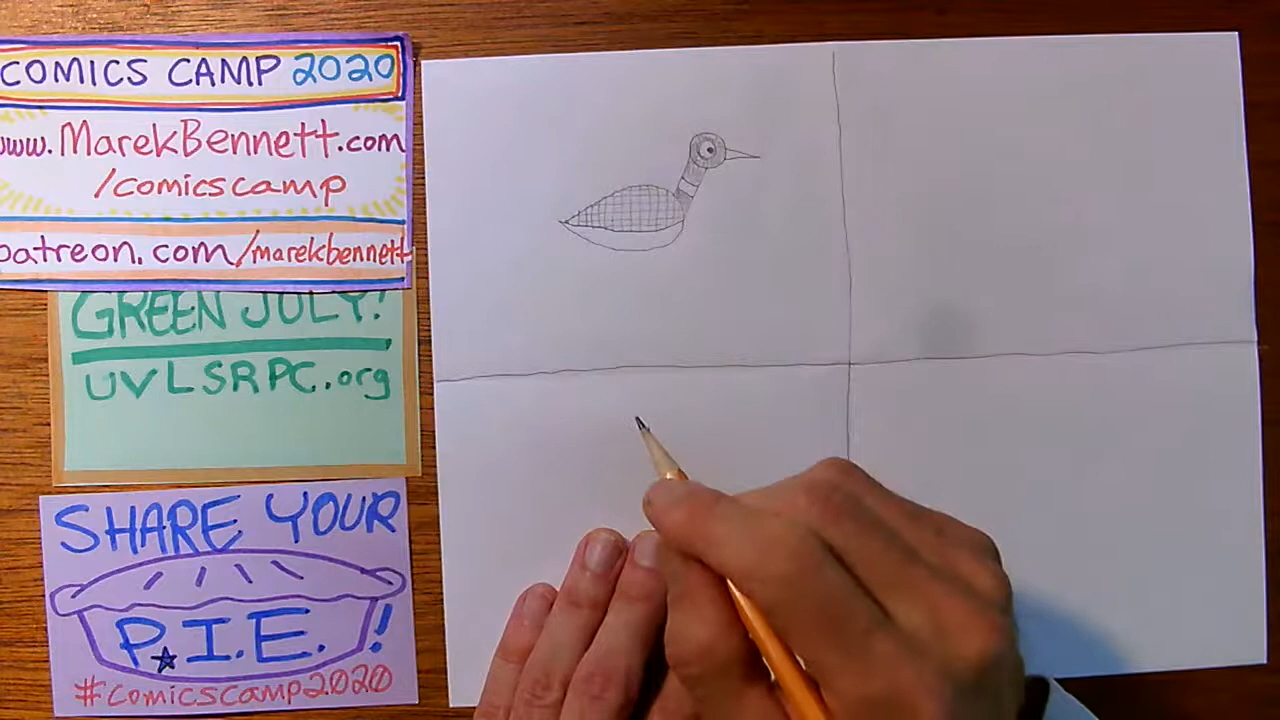 COMICS CAMP 2020
www.MarekBennett.com
/comicscamp
patreon.com/marekbennett
GREEN JULY!
UVLSRPC.org
SHARE YOUR
P.I.E.!
#comicscamp2020